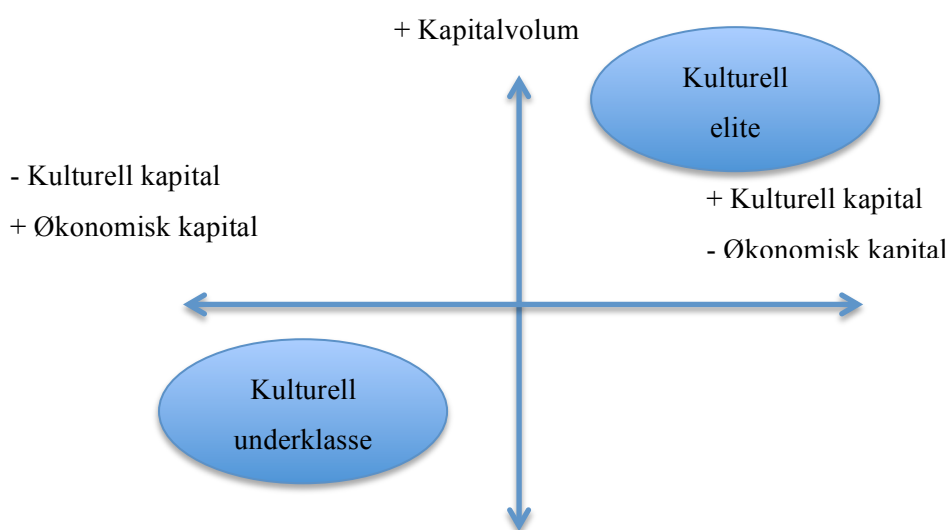 + Kapitalvolum
Kulturell
elite
- Kulturell kapital
+ Økonomisk kapital
+ Kulturell kapital
- Økonomisk kapital
Kulturell
underklasse